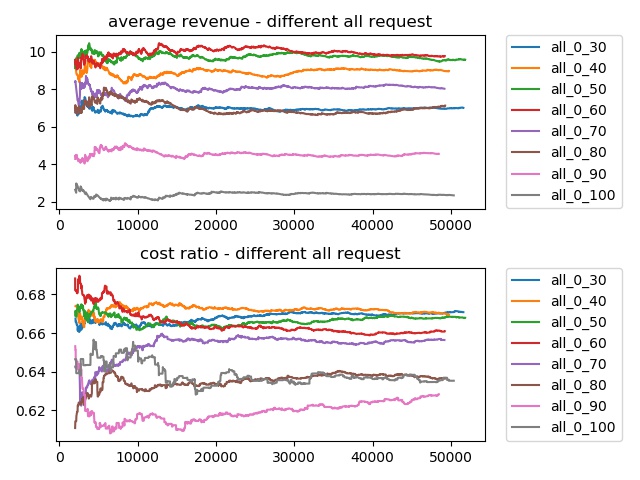 average revenue - different all request
10
8
6
4
2
0
10000
20000
30000
40000
50000
all_0_30
all_0_40
all_0_50
all_0_60
all_0_70
all_0_80
all_0_90
all_0_100
cost ratio - different all request
0.68
0.66
0.64
0.62
0
10000
20000
30000
40000
50000
all_0_30
all_0_40
all_0_50
all_0_60
all_0_70
all_0_80
all_0_90
all_0_100